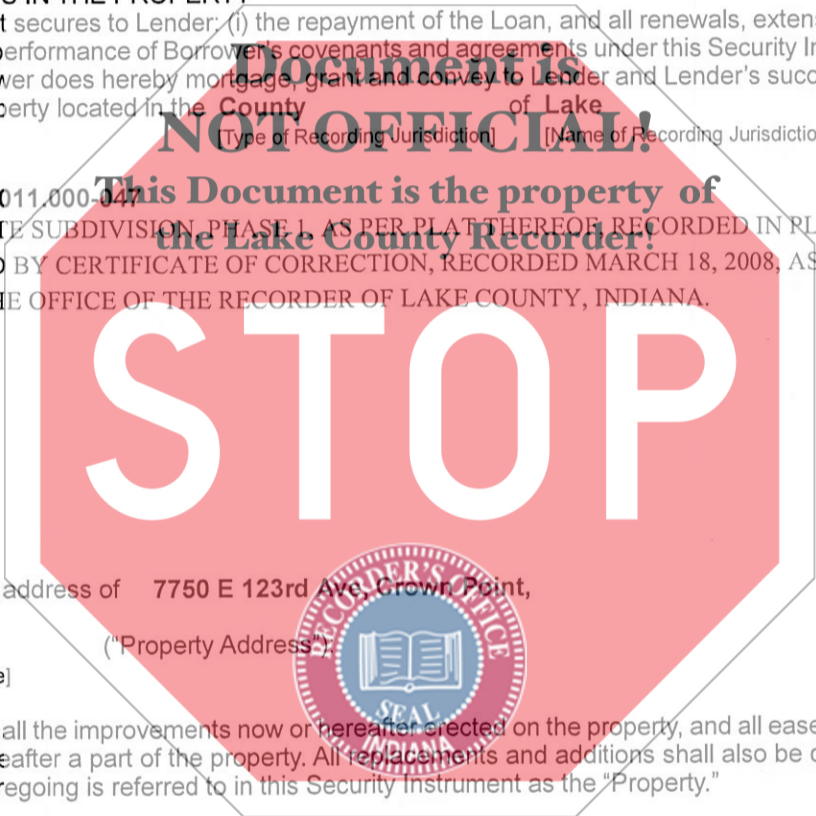 S IN THE PROPERTY
t secures to Lender: (i) the repayment of the Loan, and all renewals, exten
performance of Borrower's covenants and agreements under this Security In
wer does hereby mortgage, grant and convey to Lender and Lender's succ
perty located in the County of Lake
[Type of Recording Jurisdiction] [Name of Recording Jurisdictio
Document is
NOT OFFICIAL!
This Document is the property of
the Lake County Recorder!
011.000-047
TE SUBDIVISION, PHASE 1, AS PER PLAT THEREOF, RECORDED IN PL
D BY CERTIFICATE OF CORRECTION, RECORDED MARCH 18, 2008, AS
HE OFFICE OF THE RECORDER OF LAKE COUNTY, INDIANA.
STOP
address of 7750 E 123rd Ave, Crown Point,
("Property Address"):
e]
RECORDER'S OFFICE
SEAL
INDIANA
all the improvements now or hereafter erected on the property, and all ease
eafter a part of the property. All replacements and additions shall also be c
regoing is referred to in this Security Instrument as the “Property.”